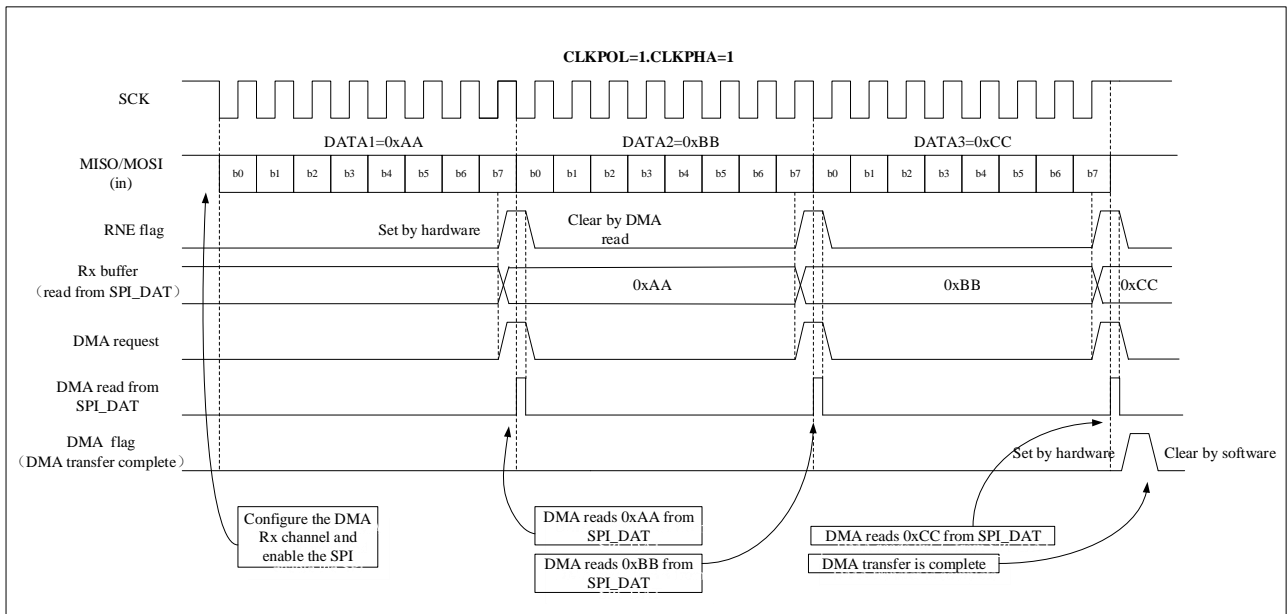 CLKPOL=1.CLKPHA=1
SCK
DATA1=0xAA DATA2=0xBB DATA3=0xCC
MISO/MOSI
(in)
b0 b1 b2 b3 b4 b5 b6 b7 b0 b1 b2 b3 b4 b5 b6 b7 b0 b1 b2 b3 b4 b5 b6 b7
RNE flag
Set by hardware
Clear by DMA
read
Rx buffer
（read from SPI_DAT）
0xAA 0xBB 0xCC
DMA request
DMA read from
SPI_DAT
DMA flag
（DMA transfer complete）
Set by hardware
Clear by software
Configure the DMA
Rx channel and
enable the SPI
DMA reads 0xAA from
SPI_DAT
DMA reads 0xBB from
SPI_DAT
DMA reads 0xCC from SPI_DAT
DMA transfer is complete